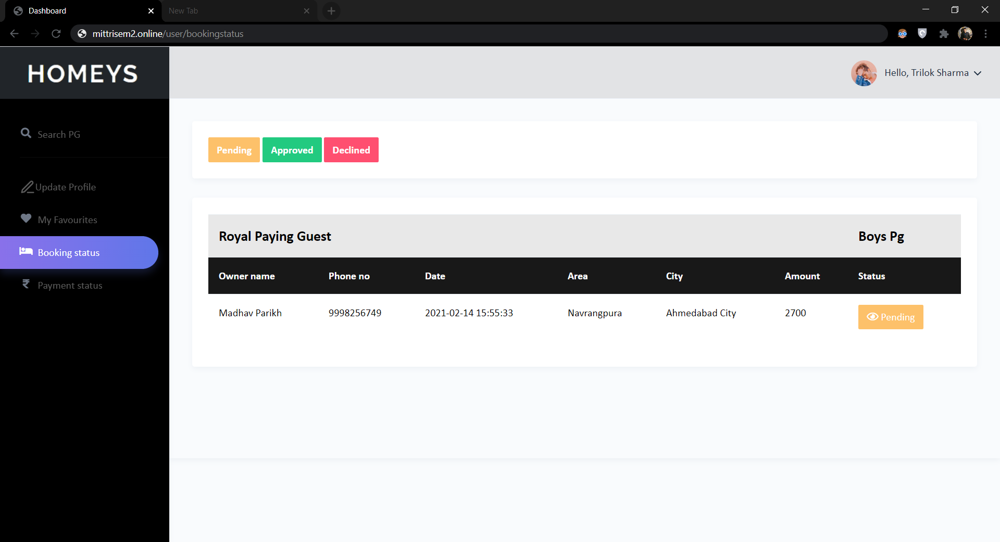 Dashboard
New Tab
mittrisem2.online/user/bookingstatus
HOMEYS
Hello, Trilok Sharma
Search PG
Update Profile
My Favourites
Booking status
Payment status
Pending Approved Declined
Royal Paying Guest Boys Pg
Owner name Phone no Date Area City Amount Status
Madhav Parikh 9998256749 2021-02-14 15:55:33 Navrangpura Ahmedabad City 2700 Pending